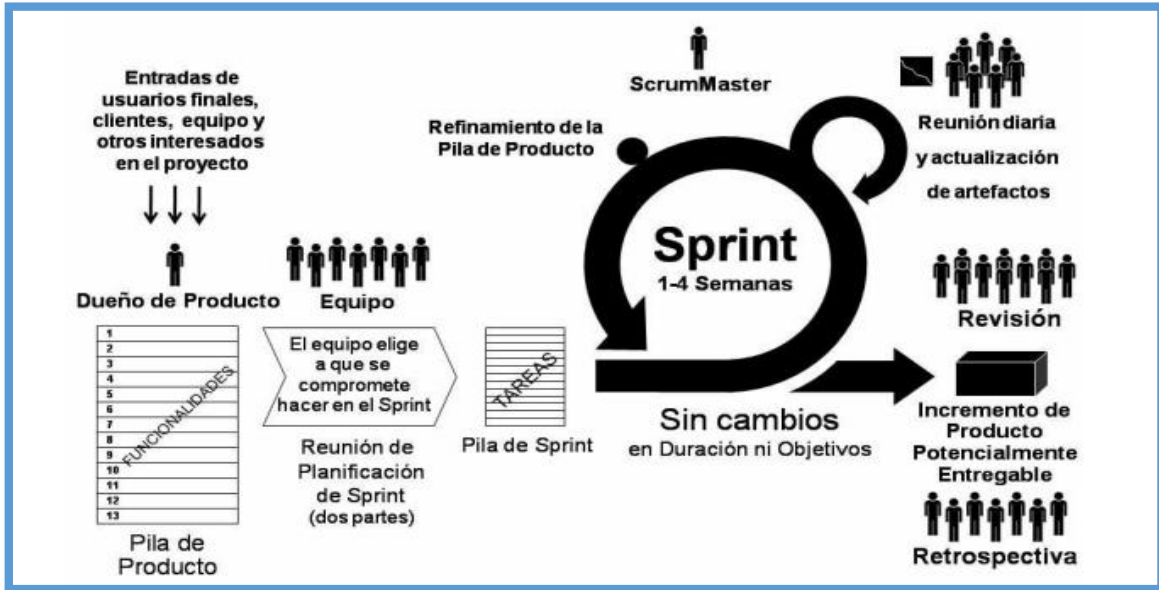 Entradas de
usuarios finales,
clientes, equipo y
otros interesados
en el proyecto
Dueño de Producto
1
2
3
4
5
6
7
8
9
10
11
12
13
FUNCIONALIDADES
Pila de
Producto
Equipo
El equipo elige
a que se
compromete
hacer en el Sprint
Reunión de
Planificación
de Sprint
(dos partes)
TAREAS
Pila de Sprint
Refinamiento de la
Pila de Producto
ScrumMaster
Sprint
1-4 Semanas
Sin cambios
en Duración ni Objetivos
Reunión diaria
y actualización
de artefactos
Revisión
Incremento de
Producto
Potencialmente
Entregable
Retrospectiva